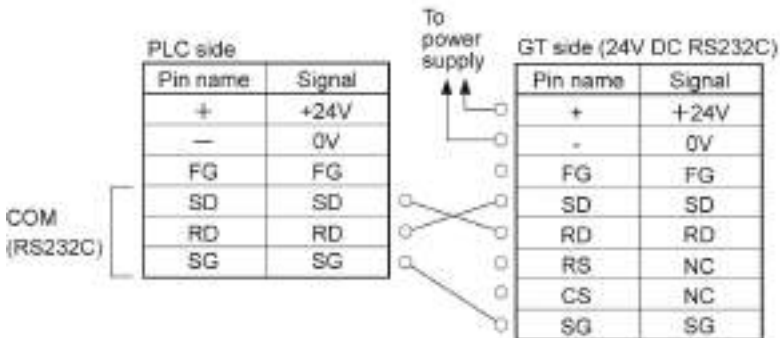 To
power
supply
PLC side
GT side (24V DC RS232C)
Pin name Signal
+ +24V
— 0V
FG FG
SD SD
RD RD
SG SG
COM
(RS232C)
Pin name Signal
+ +24V
- 0V
FG FG
SD SD
RD RD
RS NC
CS NC
SG SG